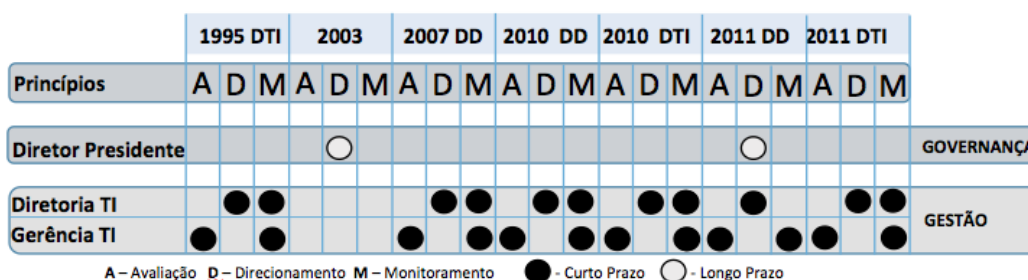 1995 DTI 2003 2007 DD 2010 DD 2010 DTI 2011 DD 2011 DTI
Princípios A D M A D M A D M A D M A D M A D M A D M
Diretor Presidente GOVERNANÇA
Diretoria TI
Gerência TI
GESTÃO
A – Avaliação D – Direcionamento M – Monitoramento - Curto Prazo - Longo Prazo